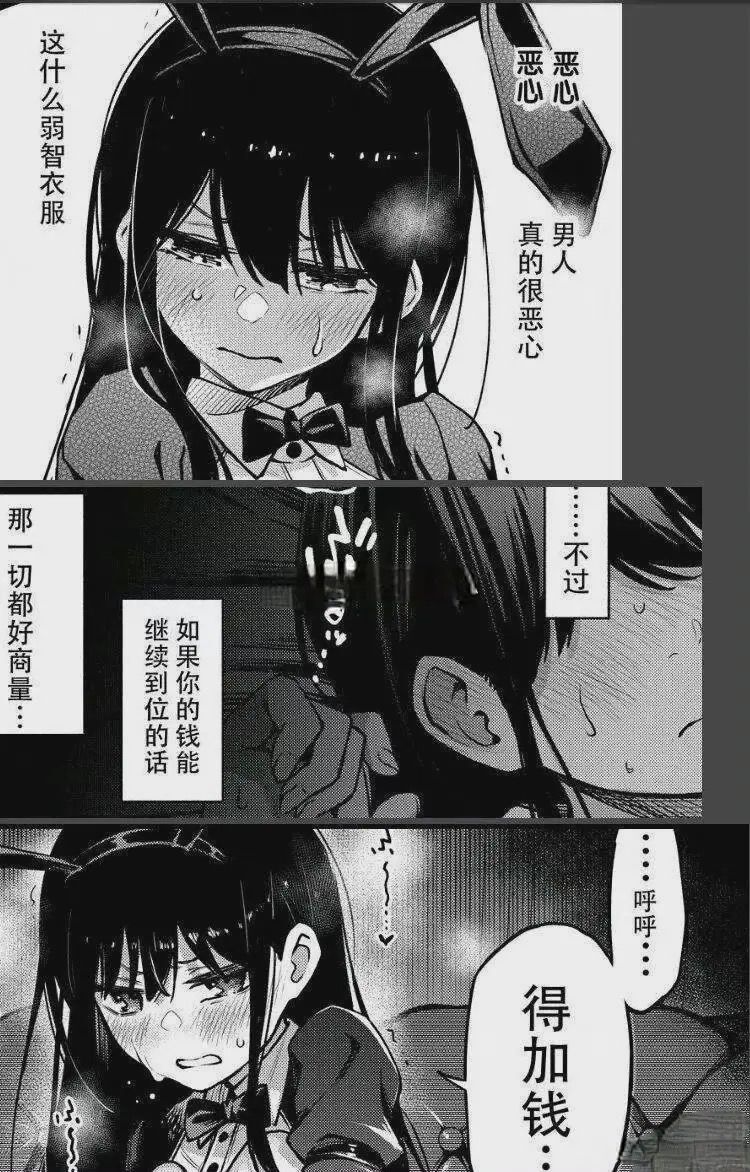 恶心
恶心
男人
真的很恶心
这什么弱智衣服
……不过
如果你的钱能
继续到位的话
那一切都好商量…
……呼呼…
得加钱…